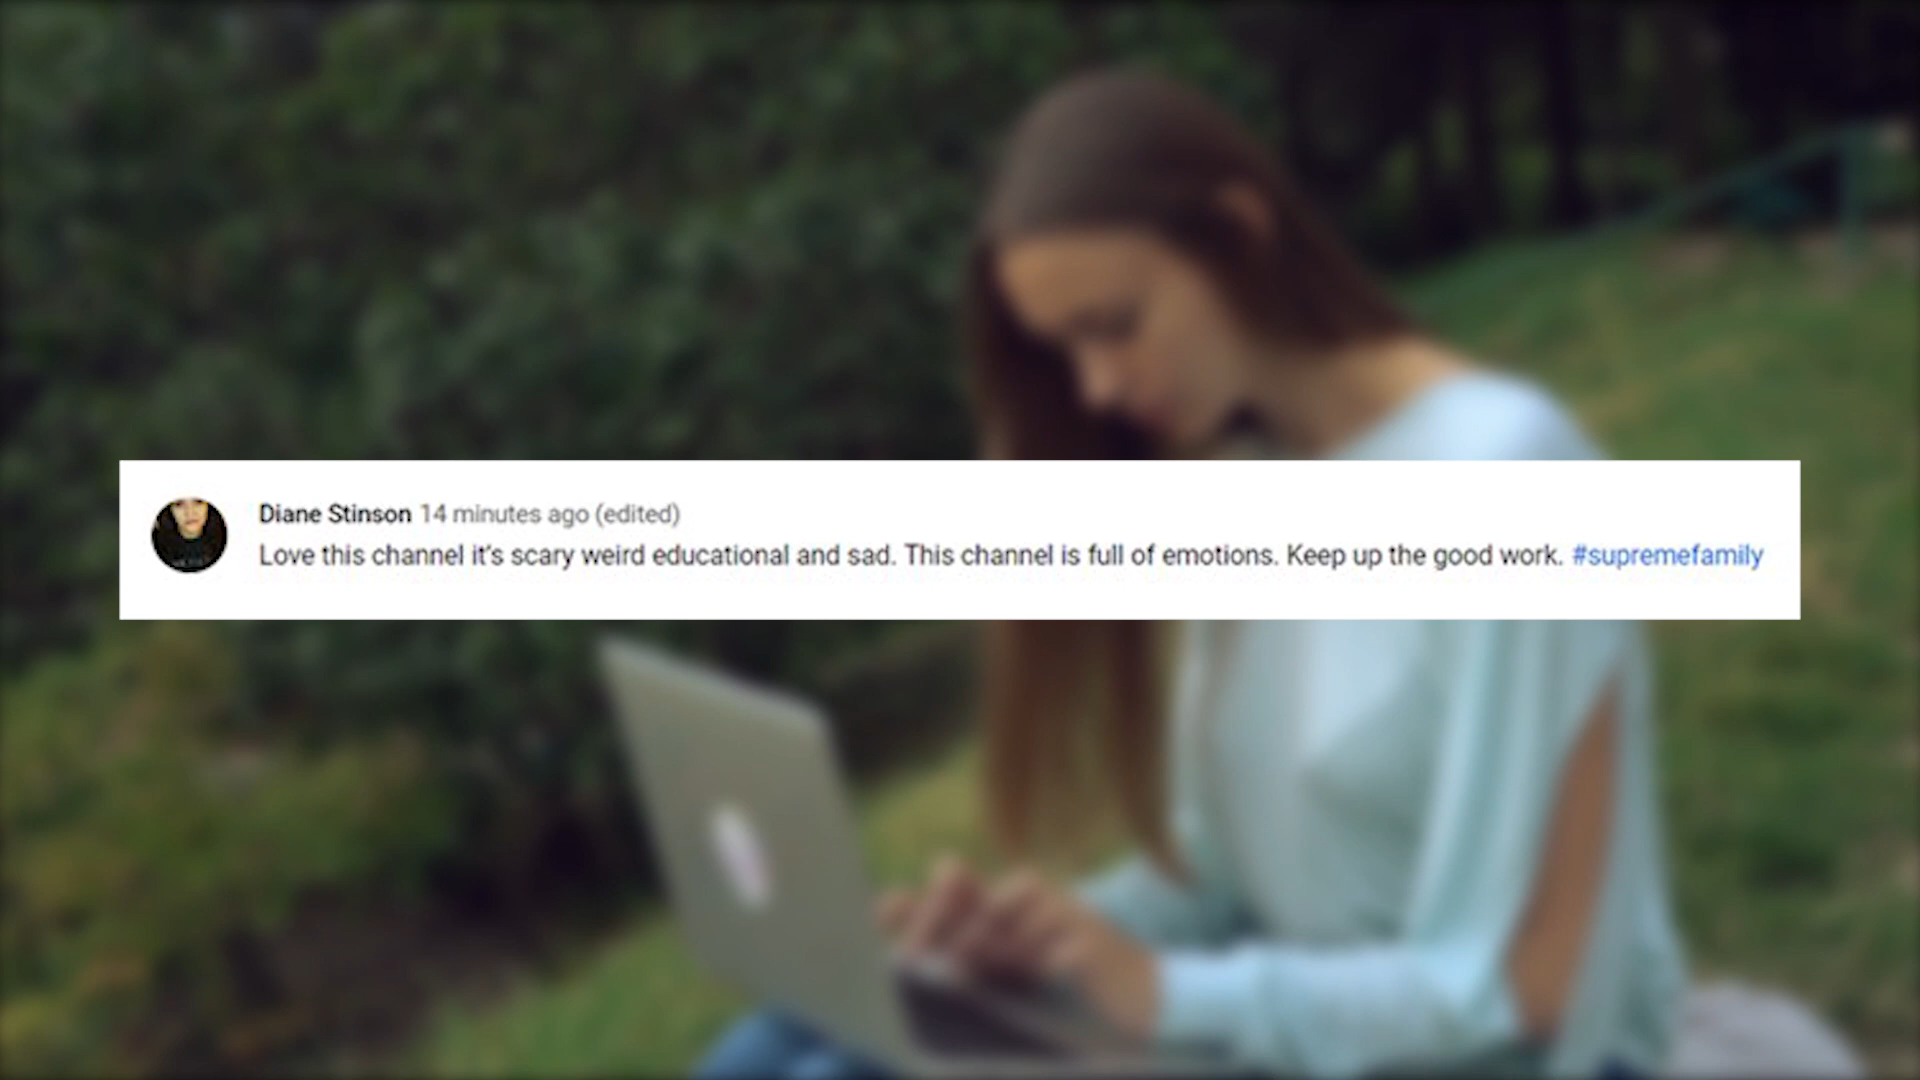 Diane Stinson 14 minutes ago (edited)
Love this channel it's scary weird educational and sad. This channel is full of emotions. Keep up the good work. #supremefamily